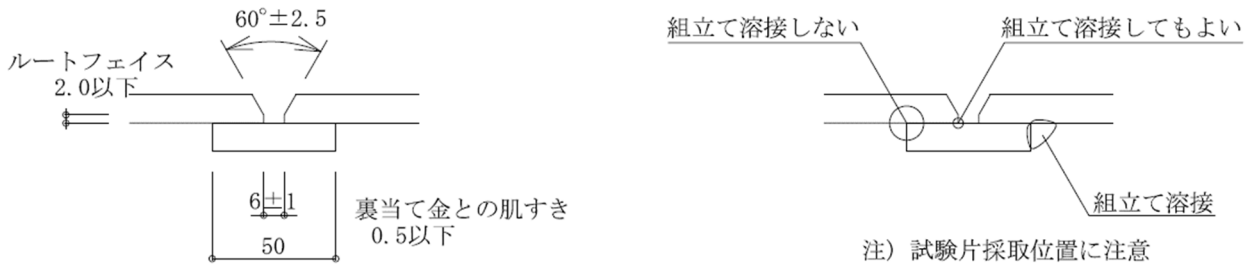 60°±2.5
ルートフェイス
2.0以下
6±1
裏当て金との肌すき
0.5以下
50
組立て溶接しない
組立て溶接してもよい
組立て溶接
注）試験片採取位置に注意